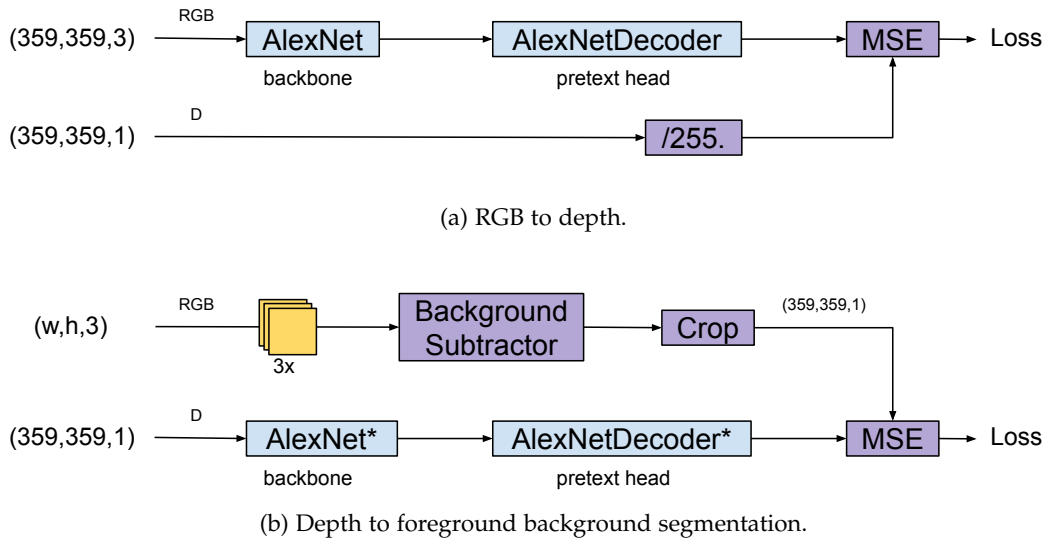 RGB
(359,359,3)
AlexNet
AlexNetDecoder
MSE
Loss
backbone
pretext head
D
(359,359,1)
/255.
(a) RGB to depth.
RGB
(w,h,3)
3x
Background
Subtractor
Crop
(359,359,1)
D
(359,359,1)
AlexNet*
AlexNetDecoder*
MSE
Loss
backbone
pretext head
(b) Depth to foreground background segmentation.